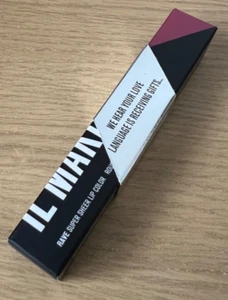 WE HEAR YOUR LOVE
LANGUAGE IS RECEIVING GIFTS...
IL MAK
RAVE SUPER SHEER LIP COLOR